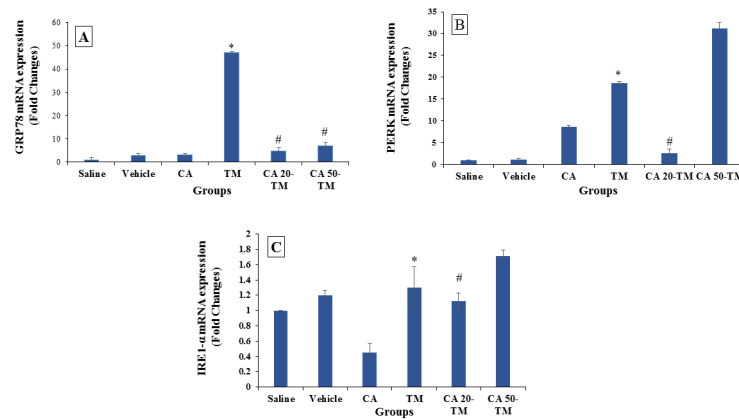 A
GRP78 mRNA expression
(Fold Changes)
60
50
40
30
20
10
0
*
#
#
Saline Vehicle CA TM CA 20-TM CA 50-TM
Groups
B
PERK mRNA expression
(Fold Changes)
35
30
25
20
15
10
5
0
*
#
Saline Vehicle CA TM CA 20-TM CA 50-TM
Groups
C
IRE1-α mRNA expression
(Fold Changes)
2
1.8
1.6
1.4
1.2
1
0.8
0.6
0.4
0.2
0
*
#
Saline Vehicle CA TM CA 20-TM CA 50-TM
Groups